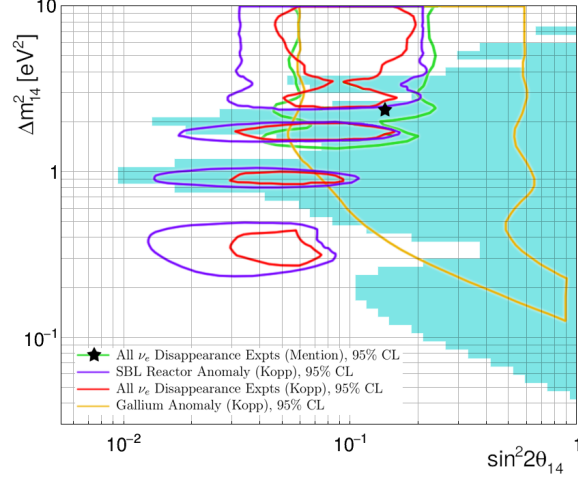 10
Δm²₁₄ [eV²]
1
10⁻¹
All νₑ Disappearance Expts (Mention), 95% CL
SBL Reactor Anomaly (Kopp), 95% CL
All νₑ Disappearance Expts (Kopp), 95% CL
Gallium Anomaly (Kopp), 95% CL
10⁻² 10⁻¹ 1
sin²2θ₁₄